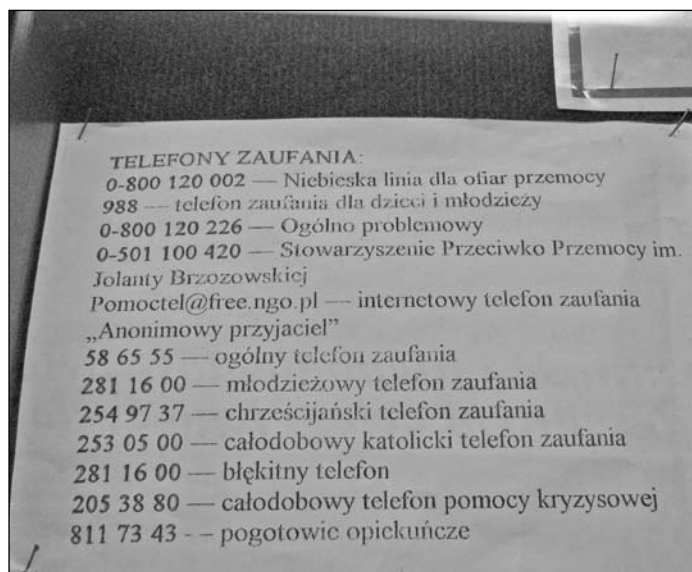 TELEFONY ZAUFANIA:
0-800 120 002 — Niebieska linia dla ofiar przemocy
988 — telefon zaufania dla dzieci i młodzieży
0-800 120 226 — Ogólno problemowy
0-501 100 420 — Stowarzyszenie Przeciwko Przemocy im.
Jolanty Brzozowskiej
Pomoctel@free.ngo.pl — internetowy telefon zaufania
„Anonimowy przyjaciel”
58 65 55 — ogólny telefon zaufania
281 16 00 — młodzieżowy telefon zaufania
254 97 37 — chrześcijański telefon zaufania
253 05 00 — całodobowy katolicki telefon zaufania
281 16 00 — błękitny telefon
205 38 80 — całodobowy telefon pomocy kryzysowej
811 73 43 - – pogotowie opiekuńcze